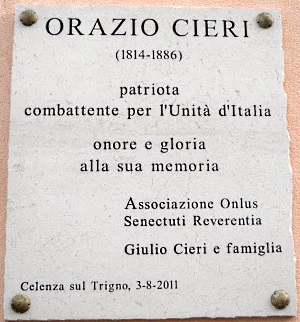 ORAZIO CIERI
(1814-1886)
patriota
combattente per l'Unità d'Italia
onore e gloria
alla sua memoria
Associazione Onlus
Senectuti Reverentia
Giulio Cieri e famiglia
Celenza sul Trigno, 3-8-2011